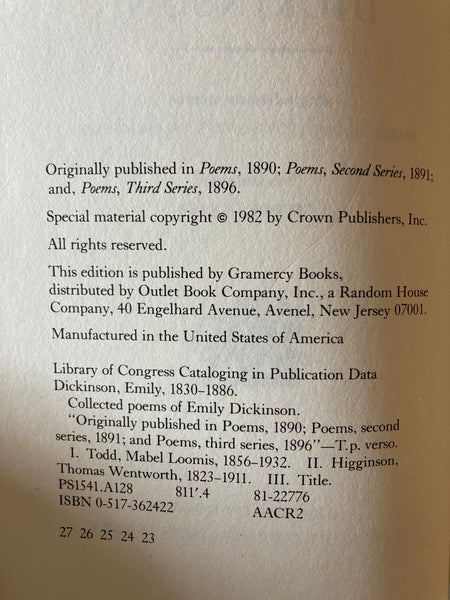 Originally published in Poems, 1890; Poems, Second Series, 1891;
and, Poems, Third Series, 1896.
Special material copyright © 1982 by Crown Publishers, Inc.
All rights reserved.
This edition is published by Gramercy Books,
distributed by Outlet Book Company, Inc., a Random House
Company, 40 Engelhard Avenue, Avenel, New Jersey 07001.
Manufactured in the United States of America
Library of Congress Cataloging in Publication Data
Dickinson, Emily, 1830–1886.
Collected poems of Emily Dickinson.
"Originally published in Poems, 1890; Poems, second
series, 1891; and Poems, third series, 1896"—T.p. verso.
I. Todd, Mabel Loomis, 1856–1932. II. Higginson,
Thomas Wentworth, 1823–1911. III. Title.
PS1541.A128 811'.4 81-22776
ISBN 0-517-362422 AACR2
27 26 25 24 23